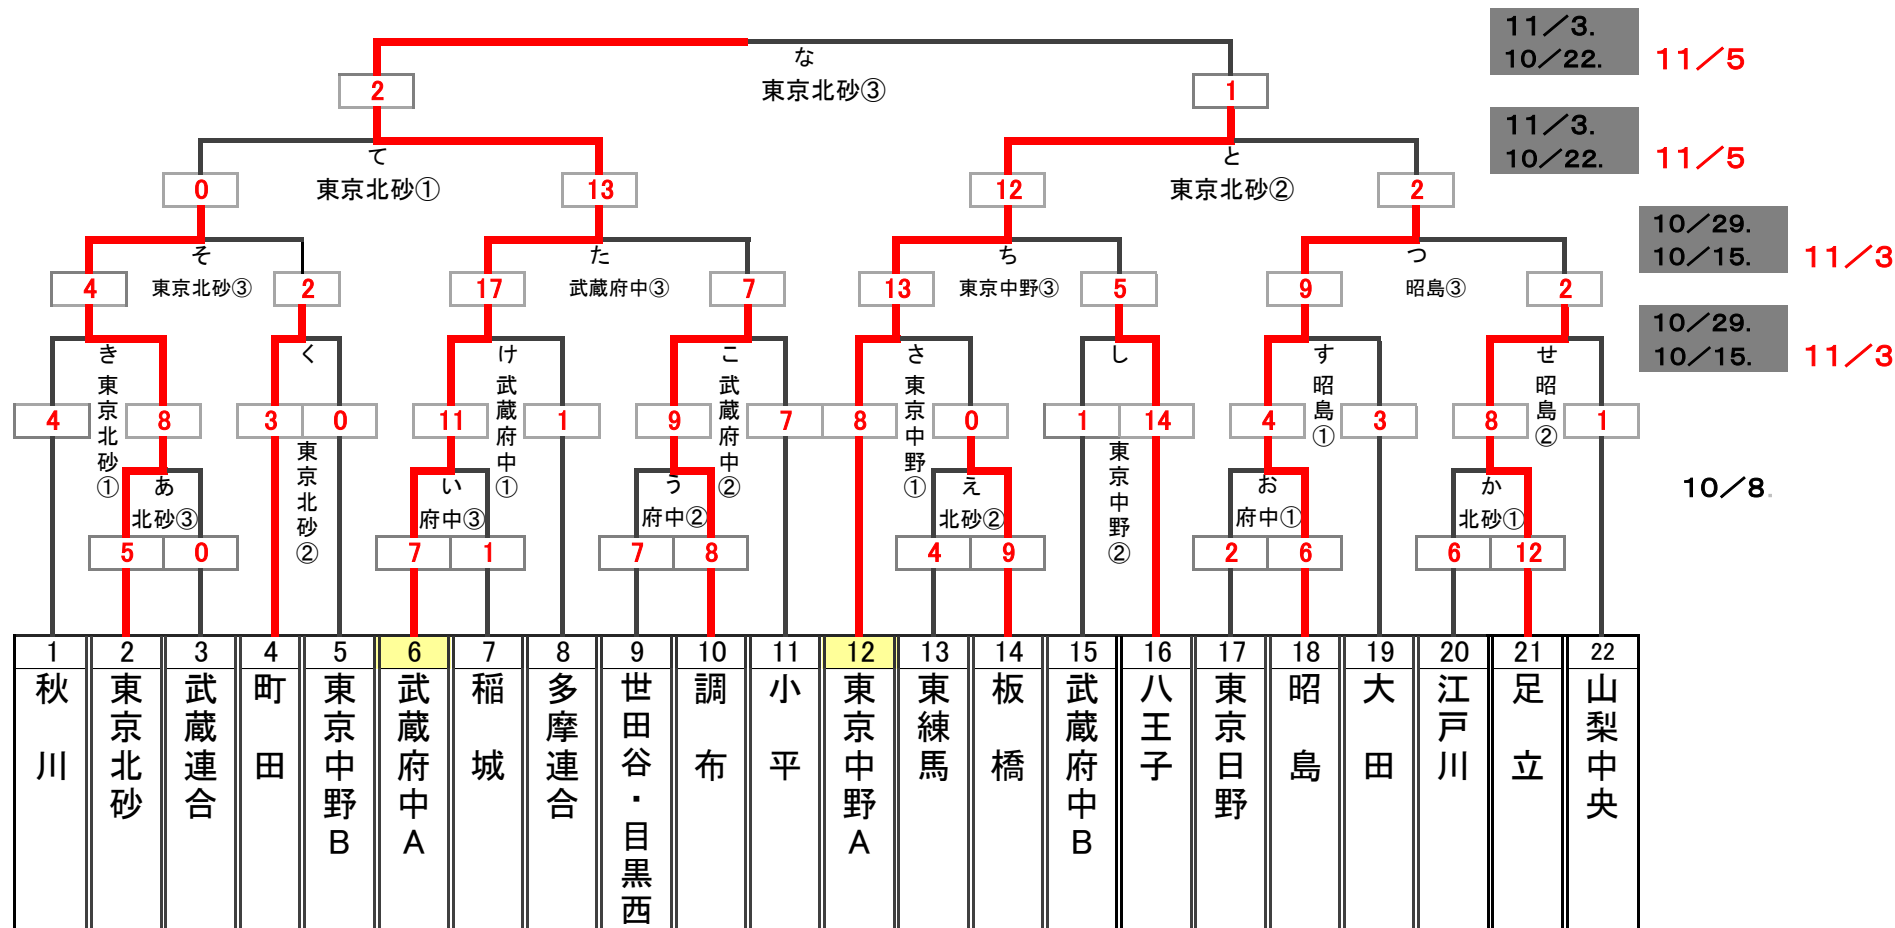 11／3.
10／22.
11／5
な
2
東京北砂③
1
11／3.
10／22.
11／5
て
と
0
東京北砂①
13
12
東京北砂②
2
10／29.
10／15.
11／3
そ
た
ち
つ
4
東京北砂③
2
17
武蔵府中③
7
13
東京中野③
5
9
昭島③
2
10／29.
10／15.
11／3
き
く
け
こ
さ
し
す
せ
東京北砂①
東京北砂②
武蔵府中①
武蔵府中②
東京中野①
東京中野②
昭島①
昭島②
4
8
3
0
11
1
9
7
8
0
1
14
4
3
8
1
10／8.
あ
い
う
え
お
か
北砂③
府中③
府中②
北砂②
府中①
北砂①
5
0
7
1
7
8
4
9
2
6
6
12
1
2
3
4
5
6
7
8
9
10
11
12
13
14
15
16
17
18
19
20
21
22
秋川
東京北砂
武蔵連合
町田
東京中野B
武蔵府中A
稲城
多摩連合
世田谷・目黒西
調布
小平
東京中野A
東練馬
板橋
武蔵府中B
八王子
東京日野
昭島
大田
江戸川
足立
山梨中央